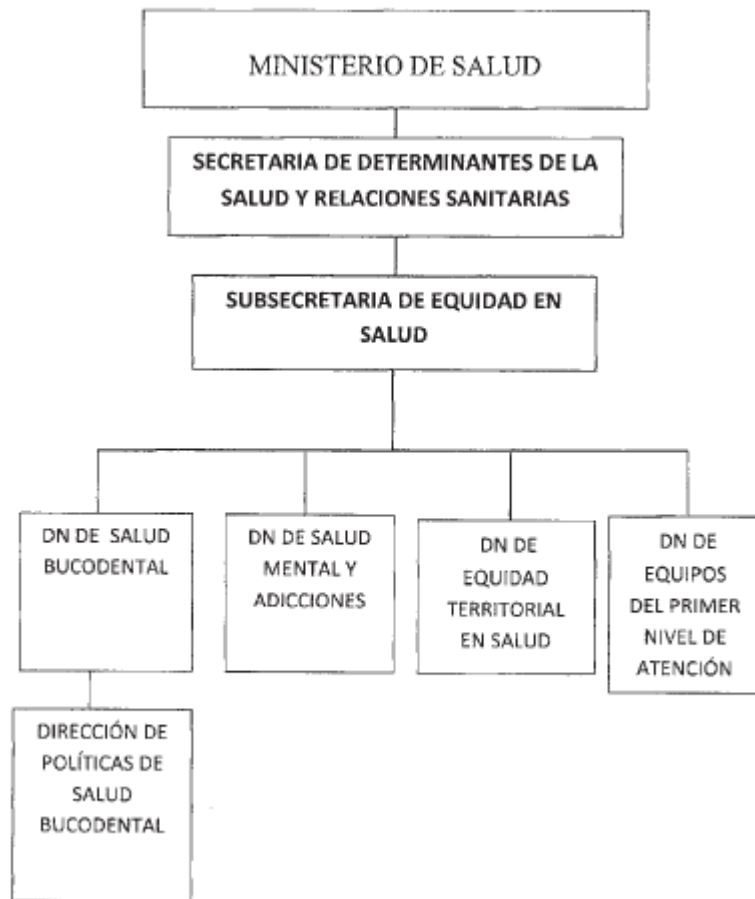 MINISTERIO DE SALUD
SECRETARIA DE DETERMINANTES DE LA
SALUD Y RELACIONES SANITARIAS
SUBSECRETARIA DE EQUIDAD EN
SALUD
DN DE SALUD
BUCODENTAL
DN DE SALUD
MENTAL Y
ADICCIONES
DN DE
EQUIDAD
TERRITORIAL
EN SALUD
DN DE
EQUIPOS
DEL PRIMER
NIVEL DE
ATENCIÓN
DIRECCIÓN DE
POLÍTICAS DE
SALUD
BUCODENTAL